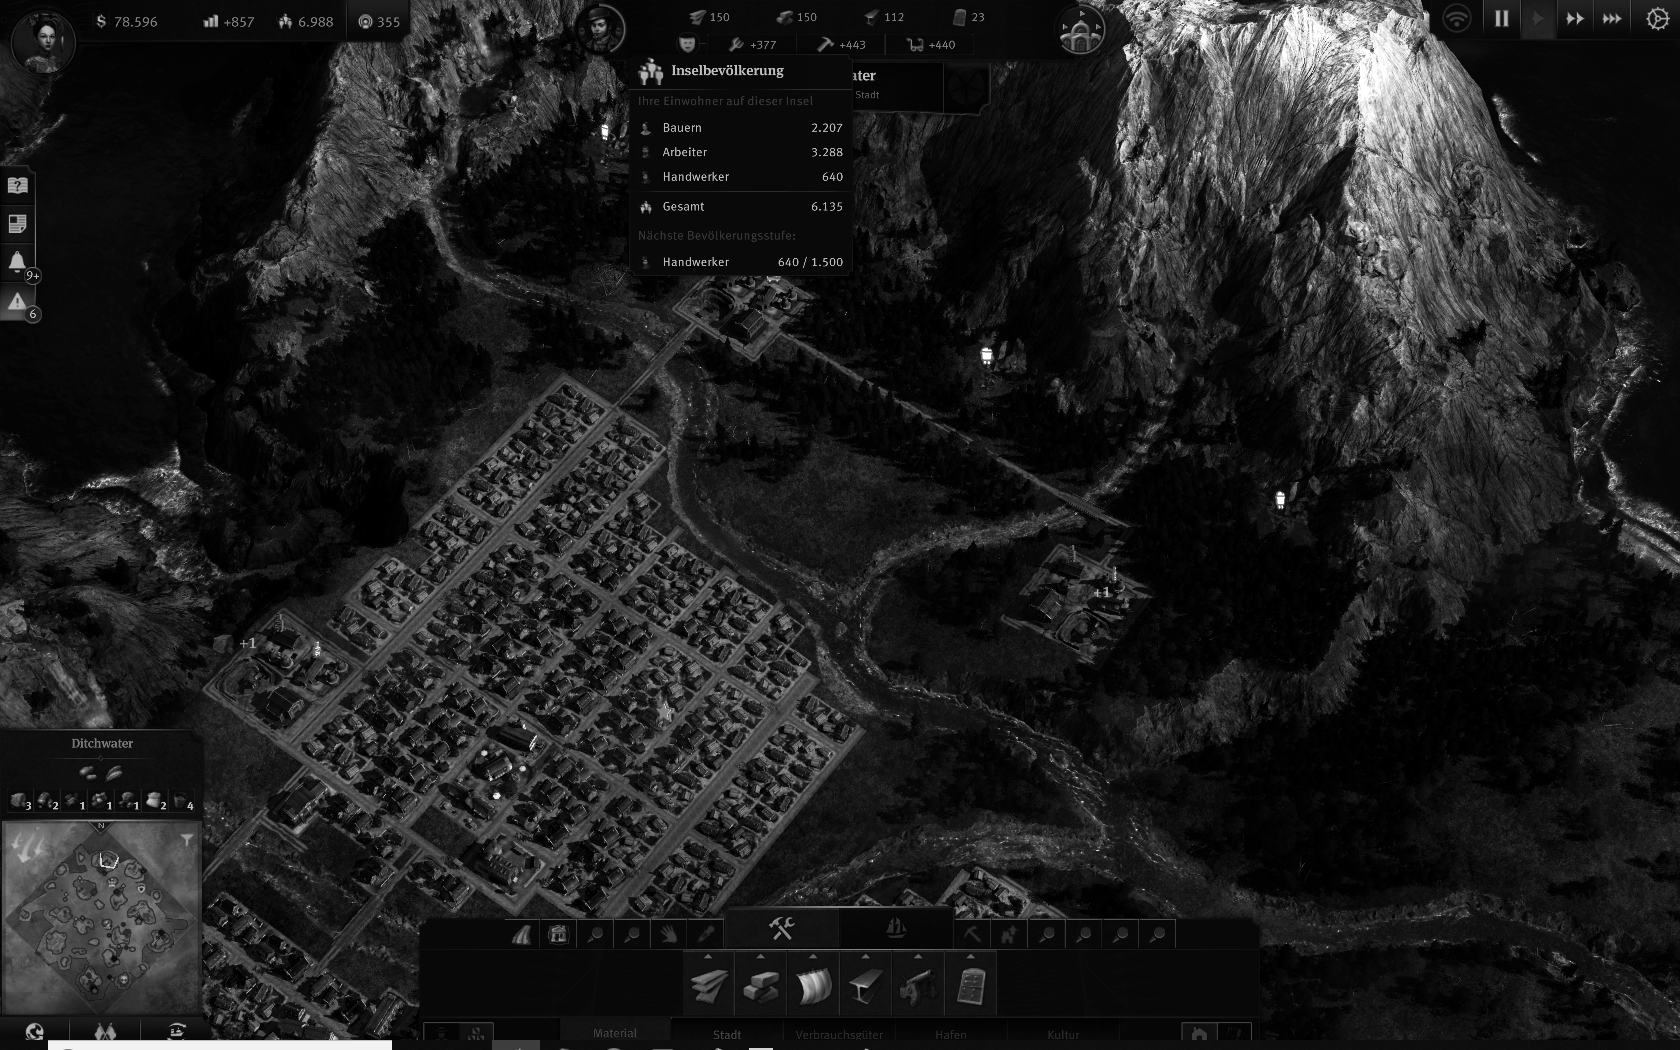 78.596
+857
6.988
355
150
150
112
23
+377
+443
+440
Inselbevölkerung
Ihre Einwohner auf dieser Insel
Bauern 2.207
Arbeiter 3.288
Handwerker 640
Gesamt 6.135
Nächste Bevölkerungsstufe:
Handwerker 640 / 1.500
Stadt
9+
6
+1
+1
Ditchwater
3 2 1 1 1 2 4
N
Material
Stadt
Verbrauchsgüter
Hafen
Kultur